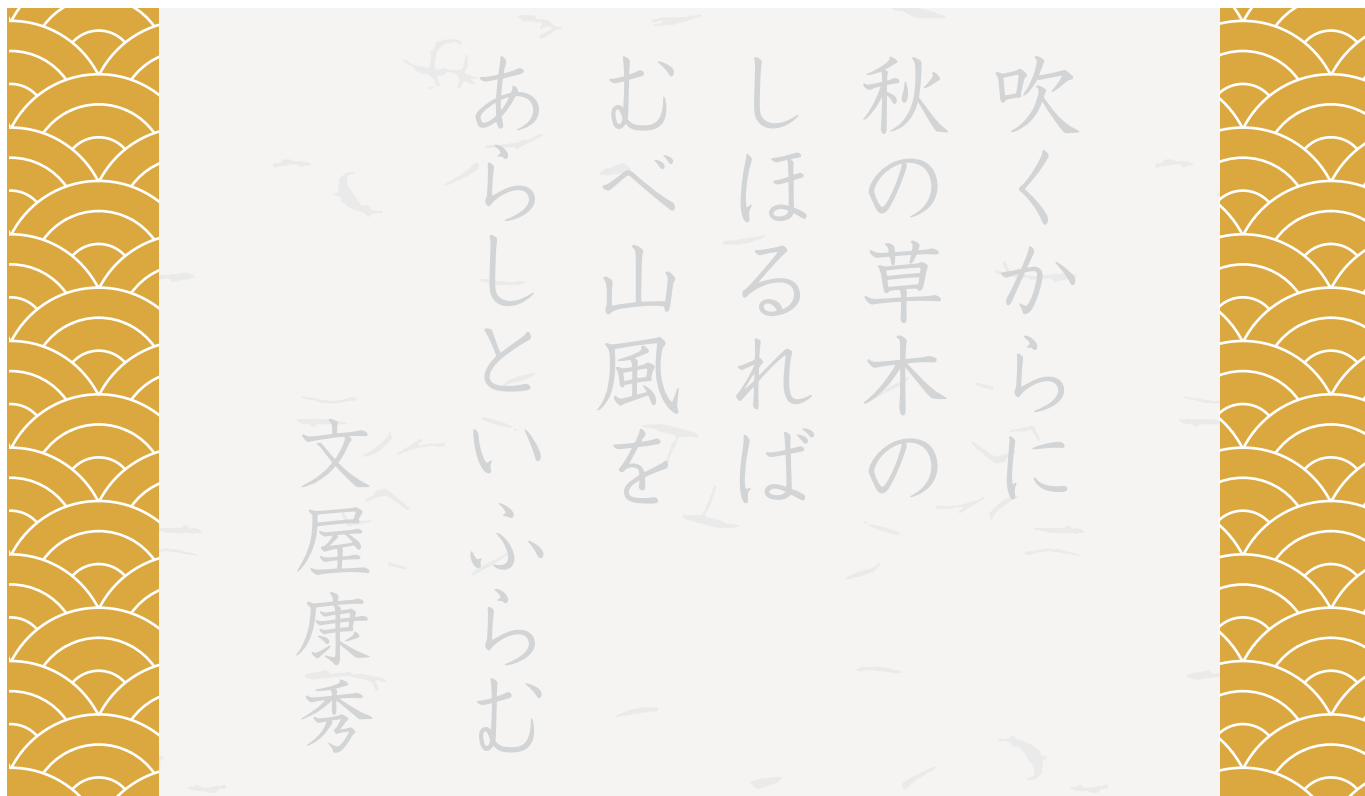 吹くからに
秋の草木の
しほるれば
むべ山風を
あらしといふらむ
文屋康秀